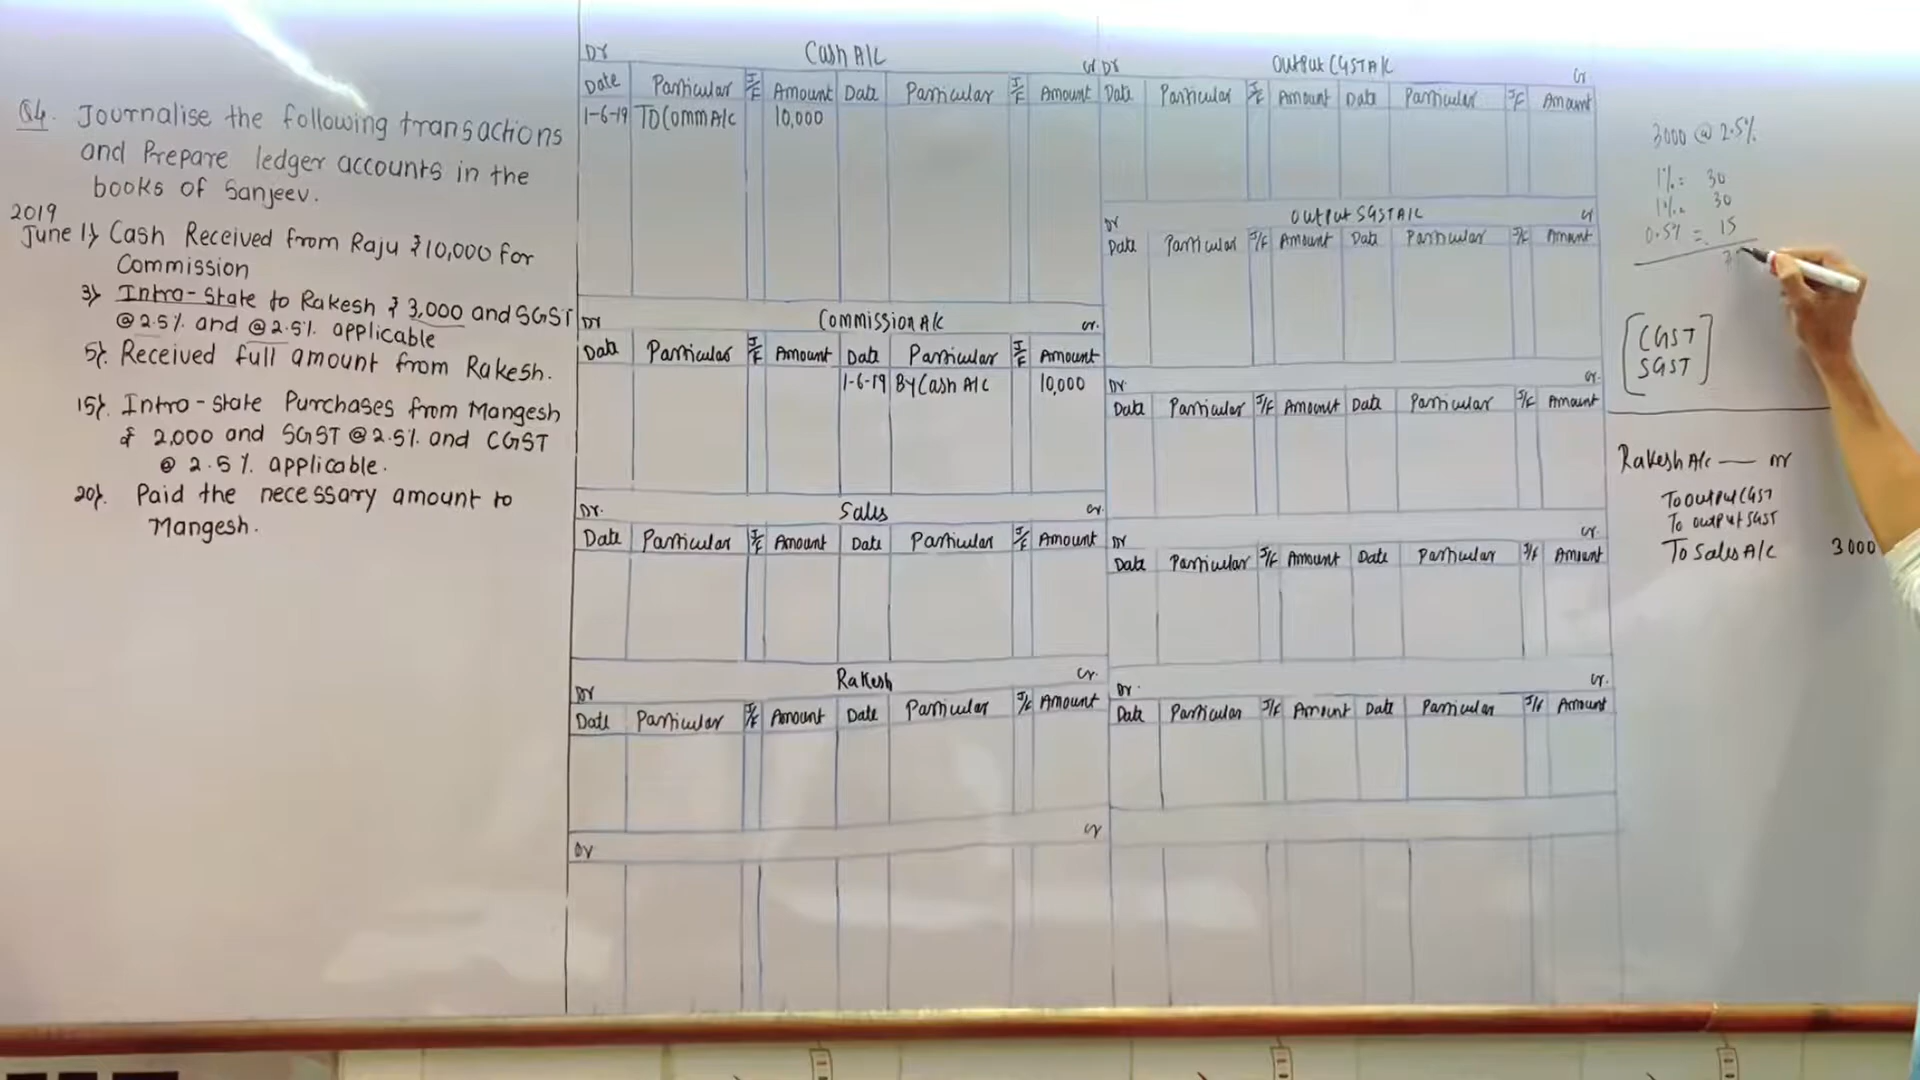 Q4. Journalise the following transactions
and Prepare ledger accounts in the
books of Sanjeev.
2019
June 1) Cash Received from Raju ₹10,000 for
Commission
3) Intro-State to Rakesh ₹ 3,000 and SGST
@2.5% and @2.5% applicable
5) Received full amount from Rakesh.
15) Intro-state Purchases from Mangesh
₹ 2,000 and SGST @2.5% and CGST
@ 2.5% applicable.
20) Paid the necessary amount to
Mangesh.
Dr Cash A/C Cr
Date Particular J/F Amount Date Particular J/F Amount
1-6-19 To Comm A/c 10,000
Dr Commission A/c Cr.
Date Particular J/F Amount Date Particular J/F Amount
1-6-19 By Cash A/c 10,000
Dr. Sales Cr.
Date Particular J/F Amount Date Particular J/F Amount
Dr Rakesh Cr.
Date Particular J/F Amount Date Particular J/F Amount
Dr Cr
Dr Output CGST A/c Cr
Date Particular J/F Amount Date Particular J/F Amount
Dr Output SGST A/C Cr
Date Particular J/F Amount Date Particular J/F Amount
Dr. Cr.
Date Particular J/F Amount Date Particular J/F Amount
Dr Cr.
Date Particular J/F Amount Date Particular J/F Amount
Dr. Cr.
Date Particular J/F Amount Date Particular J/F Amount
3000 @ 2.5%
1% = 30
1% = 30
0.5% = 15
CGST
SGST
Rakesh A/c — Dr
To output CGST
To output SGST
To Sales A/c 3000